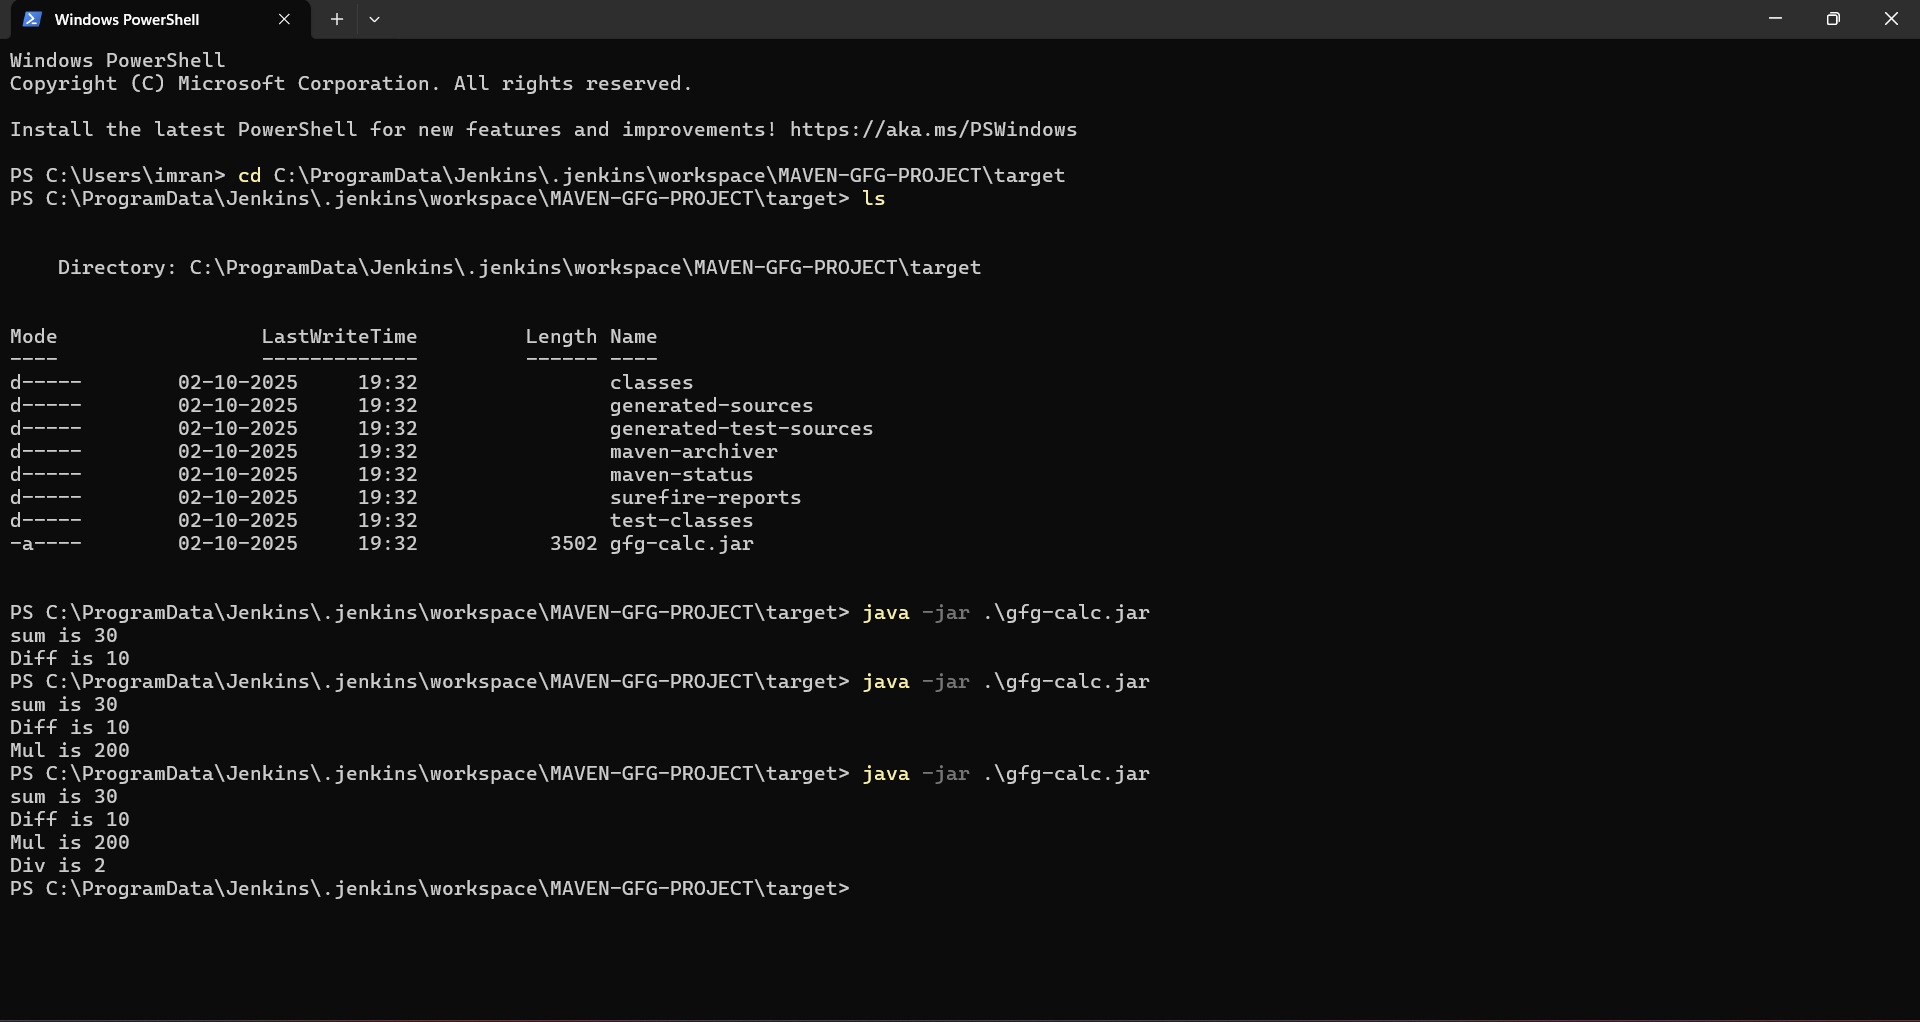 Windows PowerShell
Windows PowerShell
Copyright (C) Microsoft Corporation. All rights reserved.
Install the latest PowerShell for new features and improvements! https://aka.ms/PSWindows
PS C:\Users\imran> cd C:\ProgramData\Jenkins\.jenkins\workspace\MAVEN-GFG-PROJECT\target
PS C:\ProgramData\Jenkins\.jenkins\workspace\MAVEN-GFG-PROJECT\target> ls
Directory: C:\ProgramData\Jenkins\.jenkins\workspace\MAVEN-GFG-PROJECT\target
Mode                 LastWriteTime         Length Name
----                 -------------         ------ ----
d-----        02-10-2025     19:32                classes
d-----        02-10-2025     19:32                generated-sources
d-----        02-10-2025     19:32                generated-test-sources
d-----        02-10-2025     19:32                maven-archiver
d-----        02-10-2025     19:32                maven-status
d-----        02-10-2025     19:32                surefire-reports
d-----        02-10-2025     19:32                test-classes
-a----        02-10-2025     19:32           3502 gfg-calc.jar
PS C:\ProgramData\Jenkins\.jenkins\workspace\MAVEN-GFG-PROJECT\target> java -jar .\gfg-calc.jar
sum is 30
Diff is 10
PS C:\ProgramData\Jenkins\.jenkins\workspace\MAVEN-GFG-PROJECT\target> java -jar .\gfg-calc.jar
sum is 30
Diff is 10
Mul is 200
PS C:\ProgramData\Jenkins\.jenkins\workspace\MAVEN-GFG-PROJECT\target> java -jar .\gfg-calc.jar
sum is 30
Diff is 10
Mul is 200
Div is 2
PS C:\ProgramData\Jenkins\.jenkins\workspace\MAVEN-GFG-PROJECT\target>